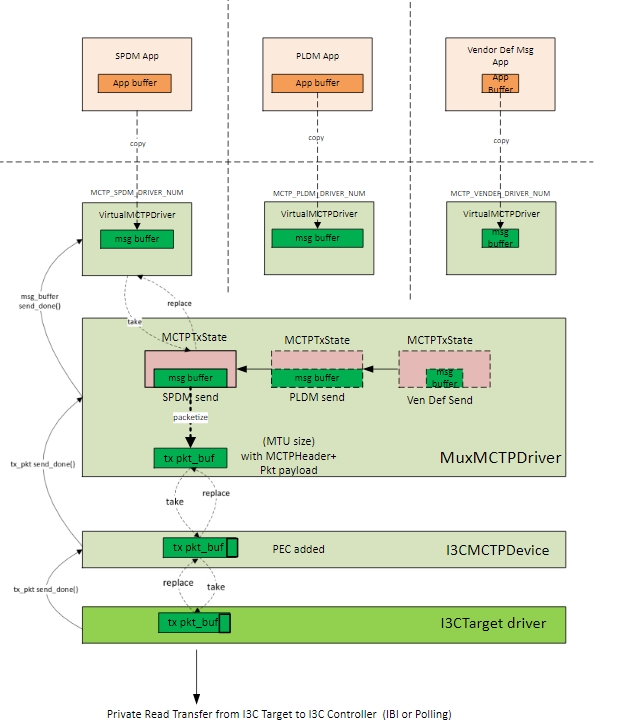 SPDM App
App buffer
PLDM App
App buffer
Vendor Def Msg
App
App
Buffer
copy
copy
copy
MCTP_SPDM_DRIVER_NUM
MCTP_PLDM_DRIVER_NUM
MCTP_VENDER_DRIVER_NUM
VirtualMCTPDriver
msg buffer
VirtualMCTPDriver
msg buffer
VirtualMCTPDriver
msg
buffer
msg_buffer
send_done()
take
replace
MCTPTxState
msg buffer
SPDM send
MCTPTxState
msg buffer
PLDM send
MCTPTxState
msg
buffer
Ven Def Send
packetize
tx pkt_buf
(MTU size)
with MCTPHeader+
Pkt payload
MuxMCTPDriver
tx_pkt send_done()
take
replace
tx pkt_buf
PEC added
I3CMCTPDevice
tx_pkt send_done()
replace
take
tx pkt_buf
I3CTarget driver
Private Read Transfer from I3C Target to I3C Controller (IBI or Polling)